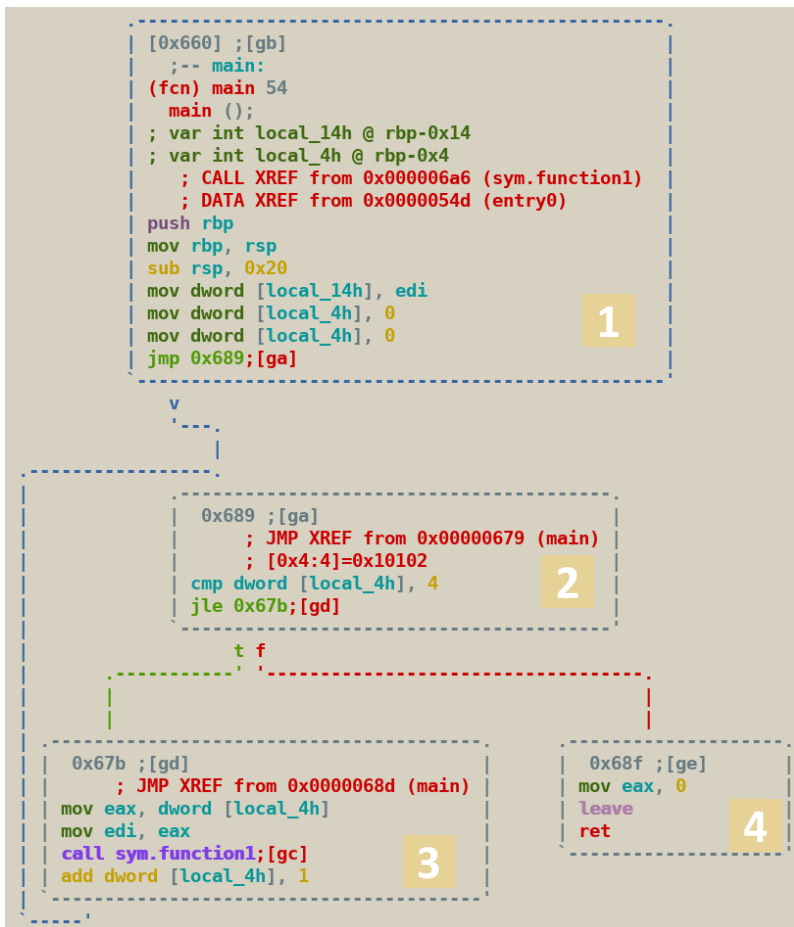 [0x660] ;[gb]
;-- main:
(fcn) main 54
main ();
; var int local_14h @ rbp-0x14
; var int local_4h @ rbp-0x4
; CALL XREF from 0x000006a6 (sym.function1)
; DATA XREF from 0x0000054d (entry0)
push rbp
mov rbp, rsp
sub rsp, 0x20
mov dword [local_14h], edi
mov dword [local_4h], 0
mov dword [local_4h], 0
jmp 0x689;[ga]
1
v
0x689 ;[ga]
; JMP XREF from 0x00000679 (main)
; [0x4:4]=0x10102
cmp dword [local_4h], 4
jle 0x67b;[gd]
2
t f
0x67b ;[gd]
; JMP XREF from 0x0000068d (main)
mov eax, dword [local_4h]
mov edi, eax
call sym.function1;[gc]
add dword [local_4h], 1
3
0x68f ;[ge]
mov eax, 0
leave
ret
4